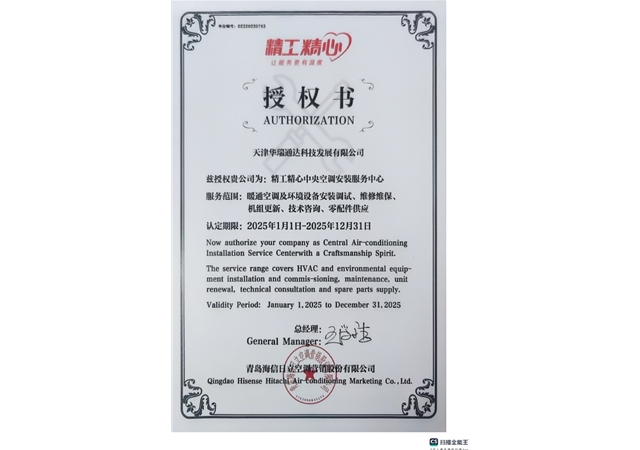 精工精心
让服务更有温度
授权书
AUTHORIZATION
天津华瑞通达科技发展有限公司
兹授权贵公司为：精工精心中央空调安装服务中心
服务范围：暖通空调及环境设备安装调试、维修维保、
机组更新、技术咨询、零配件供应
认定期限：2025年1月1日-2025年12月31日
Now authorize your company as Central Air-conditioning
Installation Service Centerwith a Craftsmanship Spirit.
The service range covers HVAC and environmental equip-
ment installation and commis-sioning, maintenance, unit
renewal, technical consultation and spare parts supply.
Validity Period: January 1, 2025 to December 31, 2025
总经理：
General Manager:
青岛海信日立空调营销股份有限公司
Qingdao Hisense Hitachi Air-conditioning Marketing Co., Ltd.
CS 扫描全能王